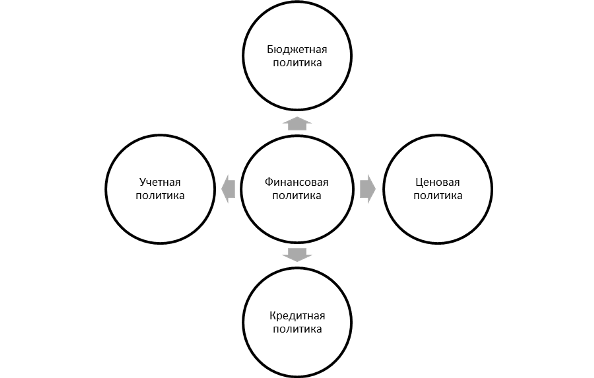 Бюджетная
политика
Учетная
политика
Финансовая
политика
Ценовая
политика
Кредитная
политика